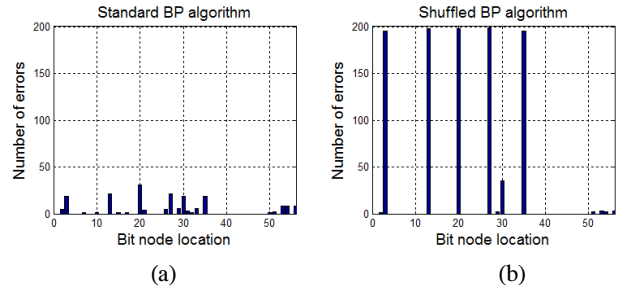 Standard BP algorithm
200
150
100
50
0
Number of errors
0 10 20 30 40 50
Bit node location
(a)
Shuffled BP algorithm
200
150
100
50
0
Number of errors
0 10 20 30 40 50
Bit node location
(b)